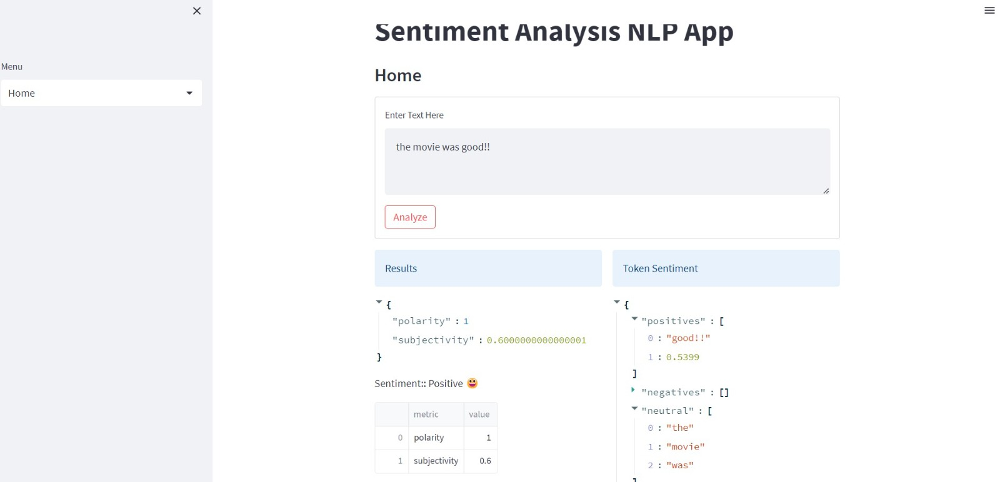 Sentiment Analysis NLP App
Menu
Home
Home
Enter Text Here
the movie was good!!
Analyze
Results
{
"polarity" : 1
"subjectivity" : 0.6000000000000001
}
Sentiment:: Positive 😃
metric value
0 polarity 1
1 subjectivity 0.6
Token Sentiment
{
"positives" : [
0 : "good!!"
1 : 0.5399
]
"negatives" : []
"neutral" : [
0 : "the"
1 : "movie"
2 : "was"
]